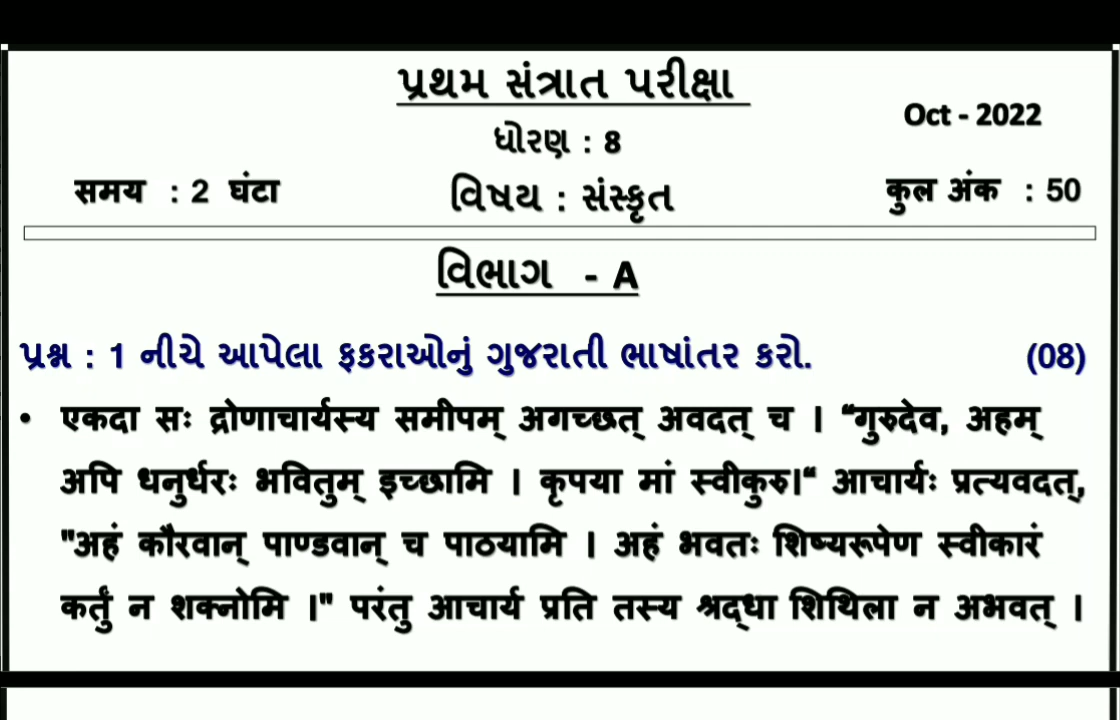 પ્રથમ સંત્રાત પરીક્ષા
Oct - 2022
ધોરણ : 8
समय : 2 घंटा વિષય : સંસ્કૃત कुल अंक : 50
વિભાગ - A
પ્રશ્ન : 1 નીચે આપેલા ફકરાઓનું ગુજરાતી ભાષાંતર કરો. (08)
• एकदा सः द्रोणाचार्यस्य समीपम् अगच्छत् अवदत् च । “गुरुदेव, अहम्
अपि धनुर्धरः भवितुम् इच्छामि । कृपया मां स्वीकुरु।“ आचार्यः प्रत्यवदत्,
"अहं कौरवान् पाण्डवान् च पाठयामि । अहं भवतः शिष्यरूपेण स्वीकारं
कर्तुं न शक्नोमि ।" परंतु आचार्य प्रति तस्य श्रद्धा शिथिला न अभवत् ।